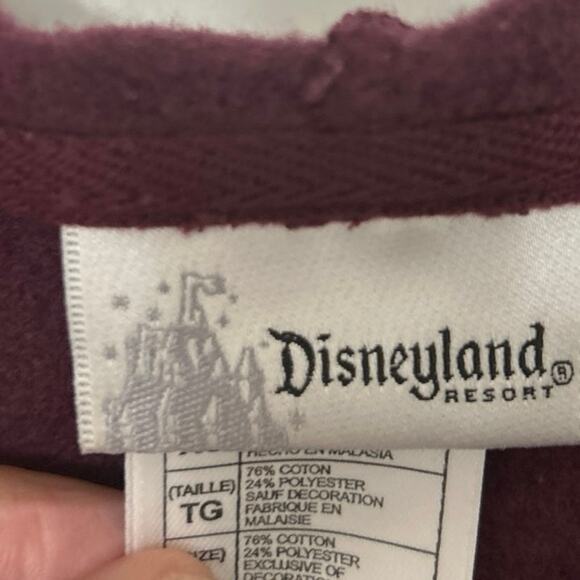 Disneyland®
RESORT
HECHO EN MALASIA
(TAILLE)
TG
76% COTON
24% POLYESTER
SAUF DECORATION
FABRIQUE EN
MALAISIE
76% COTTON
24% POLYESTER
EXCLUSIVE OF